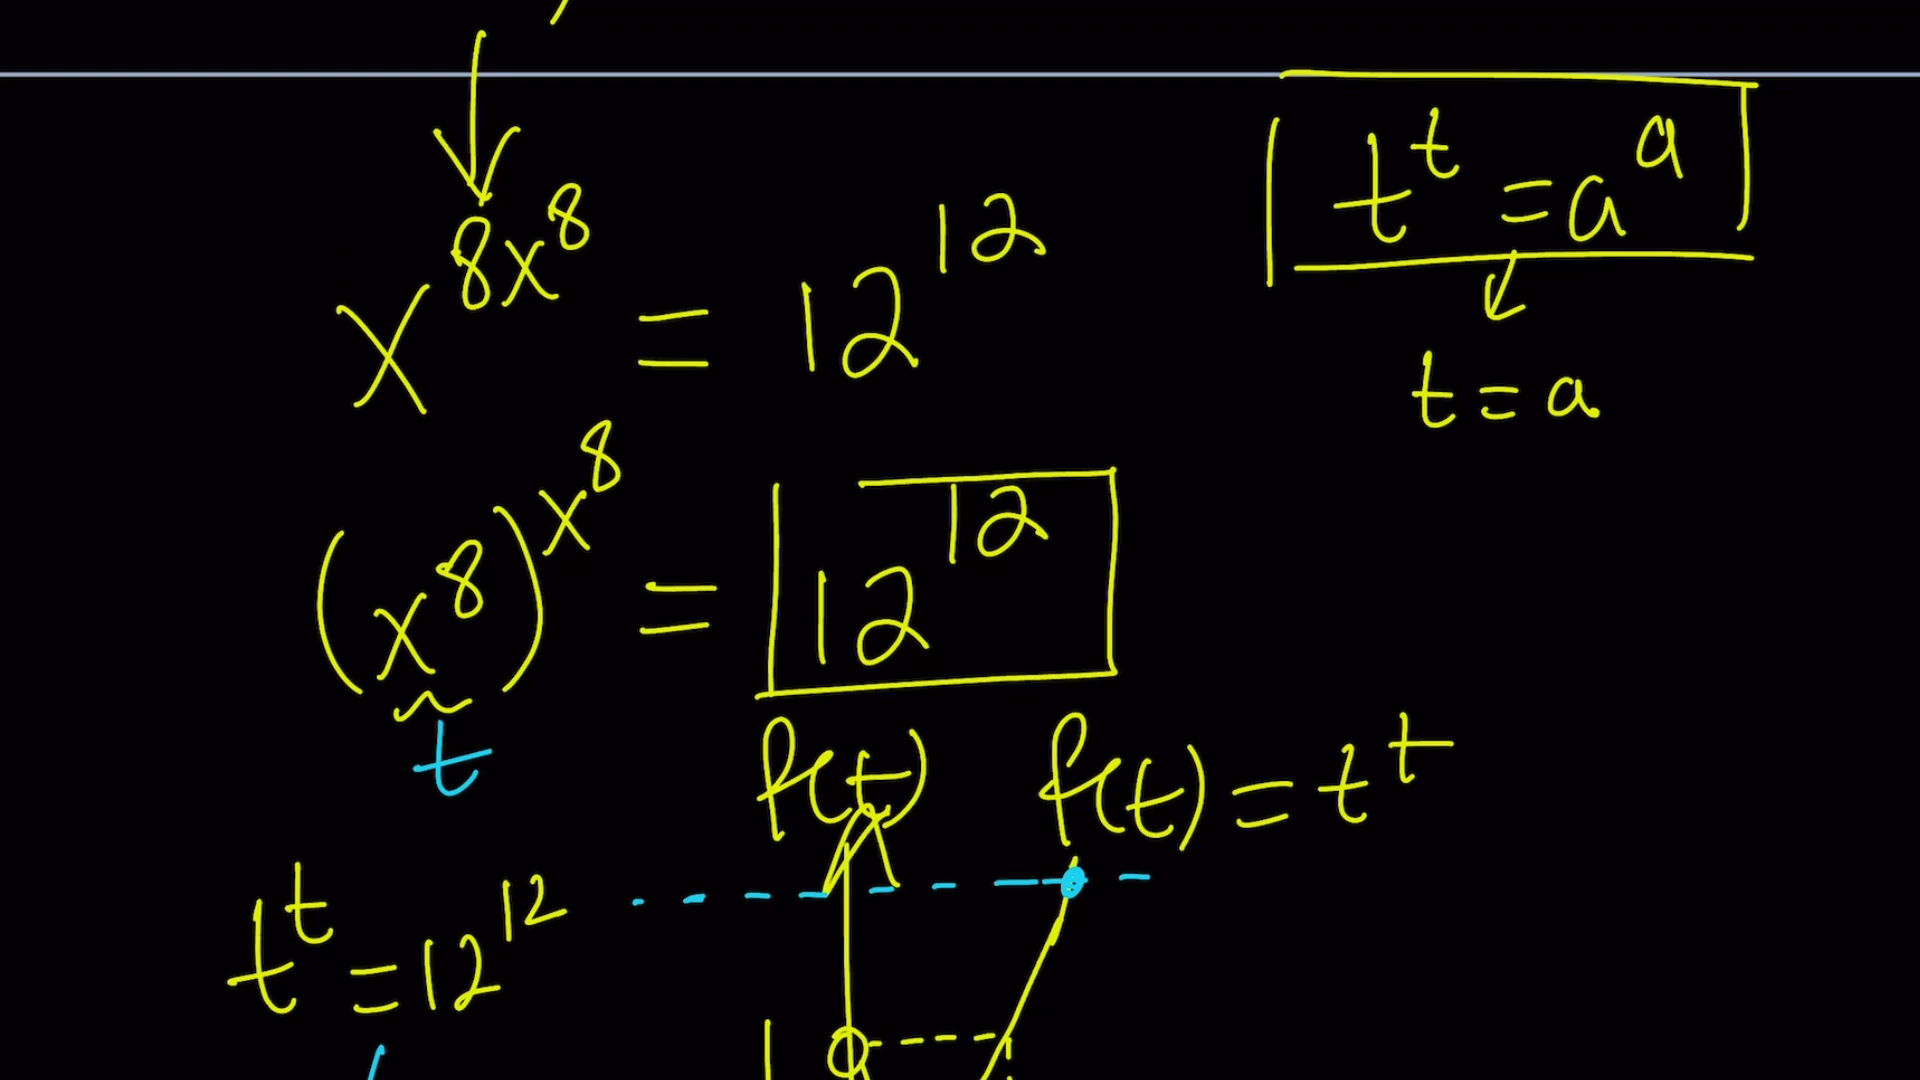 x^{8x^8} = 12^{12}
t^t = a^a
t = a
(x^8)^{x^8} = 12^{12}
t
f(t) f(t) = t^t
t^t = 12^{12}